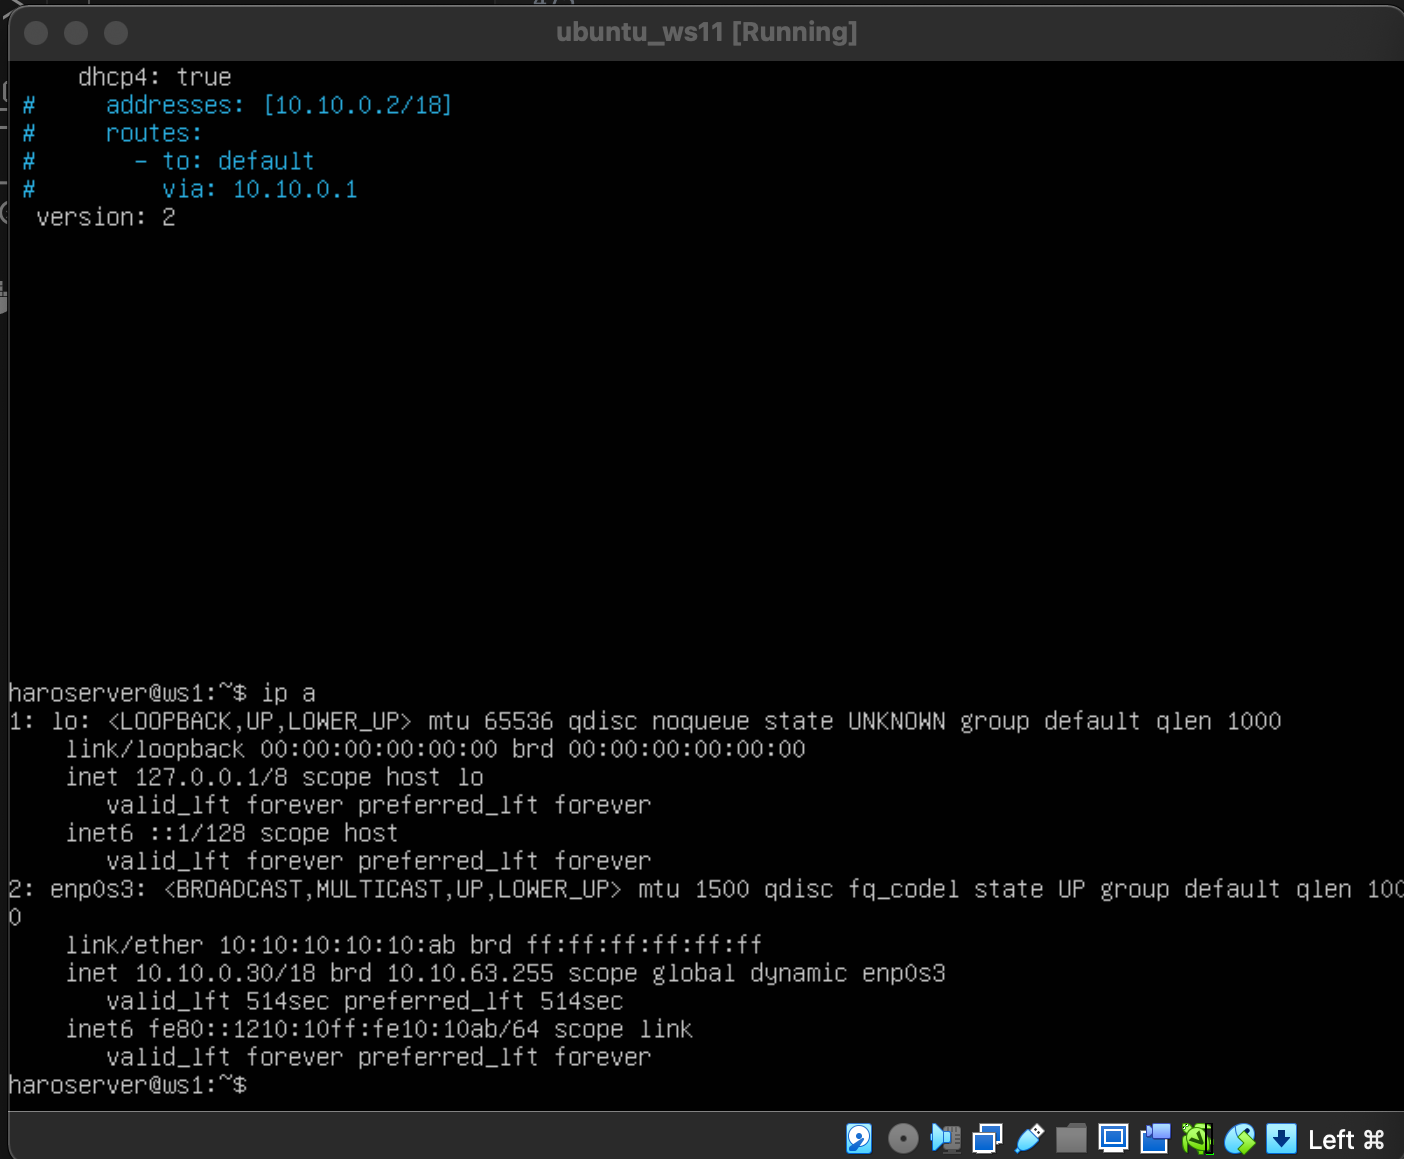 ubuntu_ws11 [Running]
dhcp4: true
#     addresses: [10.10.0.2/18]
#     routes:
#       - to: default
#         via: 10.10.0.1
version: 2
haroserver@ws1:~$ ip a
1: lo: <LOOPBACK,UP,LOWER_UP> mtu 65536 qdisc noqueue state UNKNOWN group default qlen 1000
link/loopback 00:00:00:00:00:00 brd 00:00:00:00:00:00
inet 127.0.0.1/8 scope host lo
valid_lft forever preferred_lft forever
inet6 ::1/128 scope host
valid_lft forever preferred_lft forever
2: enp0s3: <BROADCAST,MULTICAST,UP,LOWER_UP> mtu 1500 qdisc fq_codel state UP group default qlen 100
0
link/ether 10:10:10:10:10:ab brd ff:ff:ff:ff:ff:ff
inet 10.10.0.30/18 brd 10.10.63.255 scope global dynamic enp0s3
valid_lft 514sec preferred_lft 514sec
inet6 fe80::1210:10ff:fe10:10ab/64 scope link
valid_lft forever preferred_lft forever
haroserver@ws1:~$
Left ⌘